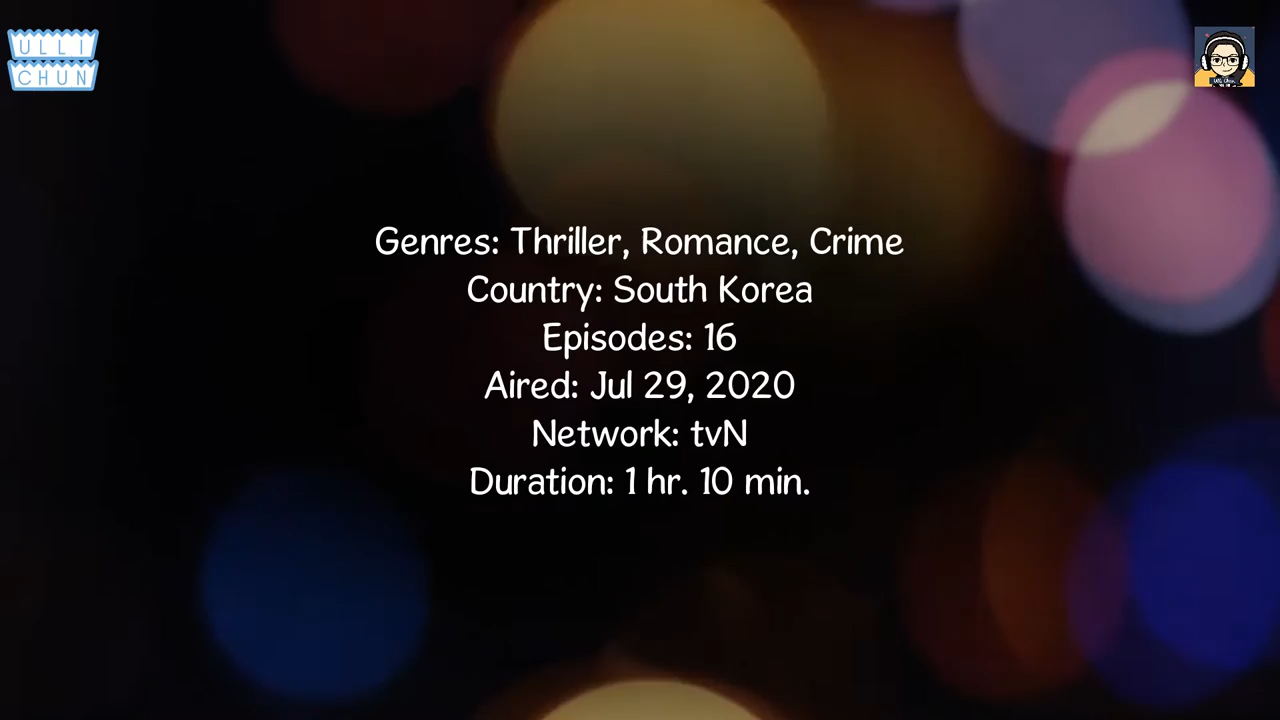 ULLI
CHUN
Genres: Thriller, Romance, Crime
Country: South Korea
Episodes: 16
Aired: Jul 29, 2020
Network: tvN
Duration: 1 hr. 10 min.